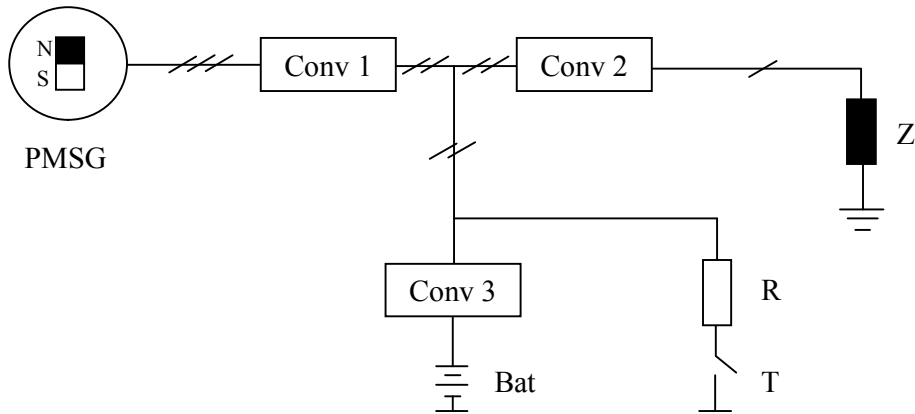 N
S
PMSG
Conv 1
Conv 2
Z
Conv 3
R
Bat
T